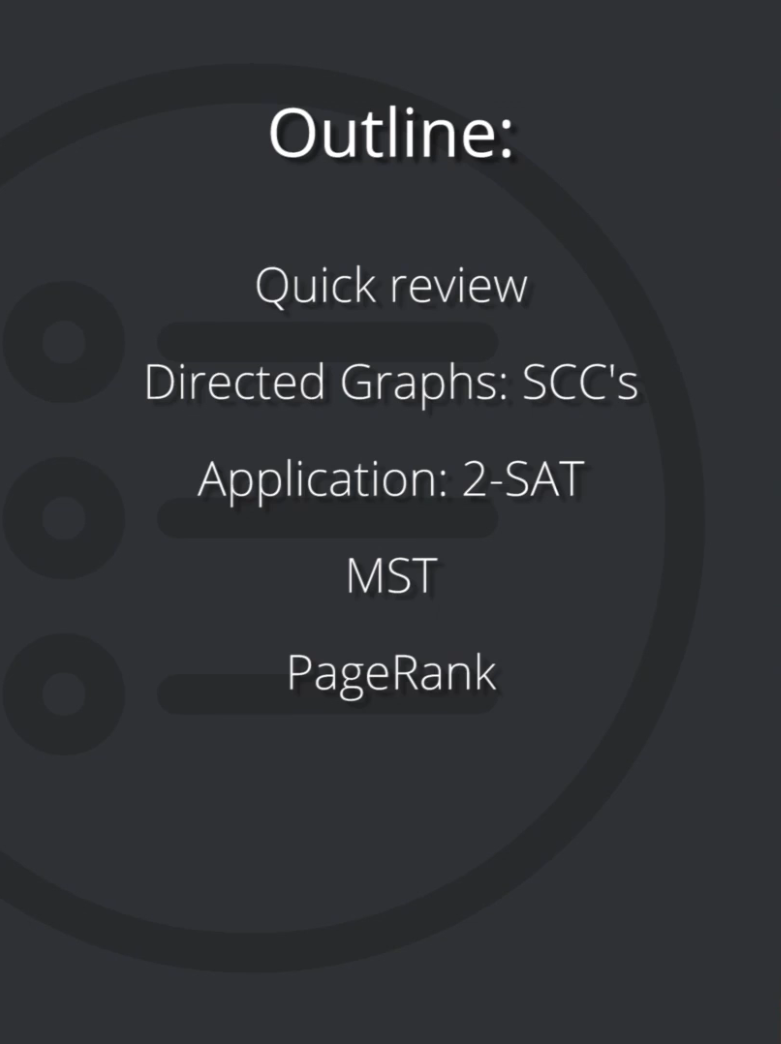 Outline:
Quick review
Directed Graphs: SCC's
Application: 2-SAT
MST
PageRank